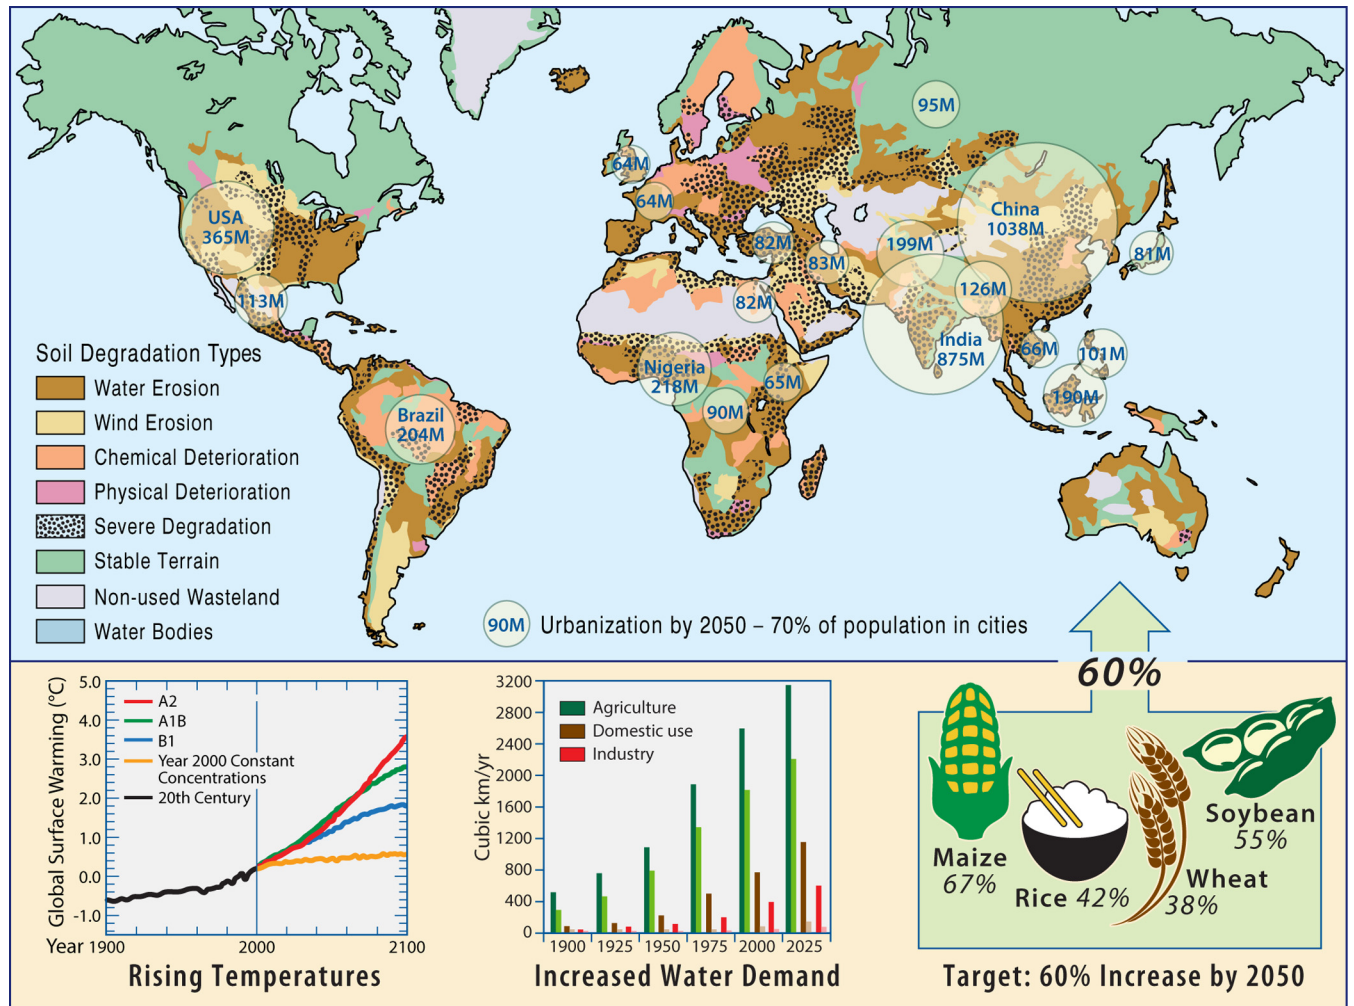 95M
64M
64M
USA
365M
China
1038M
82M
199M
83M
81M
113M
82M
126M
India
875M
66M
101M
Nigeria
218M
65M
190M
90M
Brazil
204M
Soil Degradation Types
Water Erosion
Wind Erosion
Chemical Deterioration
Physical Deterioration
Severe Degradation
Stable Terrain
Non-used Wasteland
Water Bodies
90M Urbanization by 2050 – 70% of population in cities
Global Surface Warming (°C)
5.0
4.0
3.0
2.0
1.0
0.0
-1.0
A2
A1B
B1
Year 2000 Constant
Concentrations
20th Century
Year 1900 2000 2100
Rising Temperatures
Cubic km/yr
3200
2800
2400
2000
1600
1200
800
400
0
Agriculture
Domestic use
Industry
1900 1925 1950 1975 2000 2025
Increased Water Demand
60%
Maize
67%
Rice 42%
Wheat
38%
Soybean
55%
Target: 60% Increase by 2050